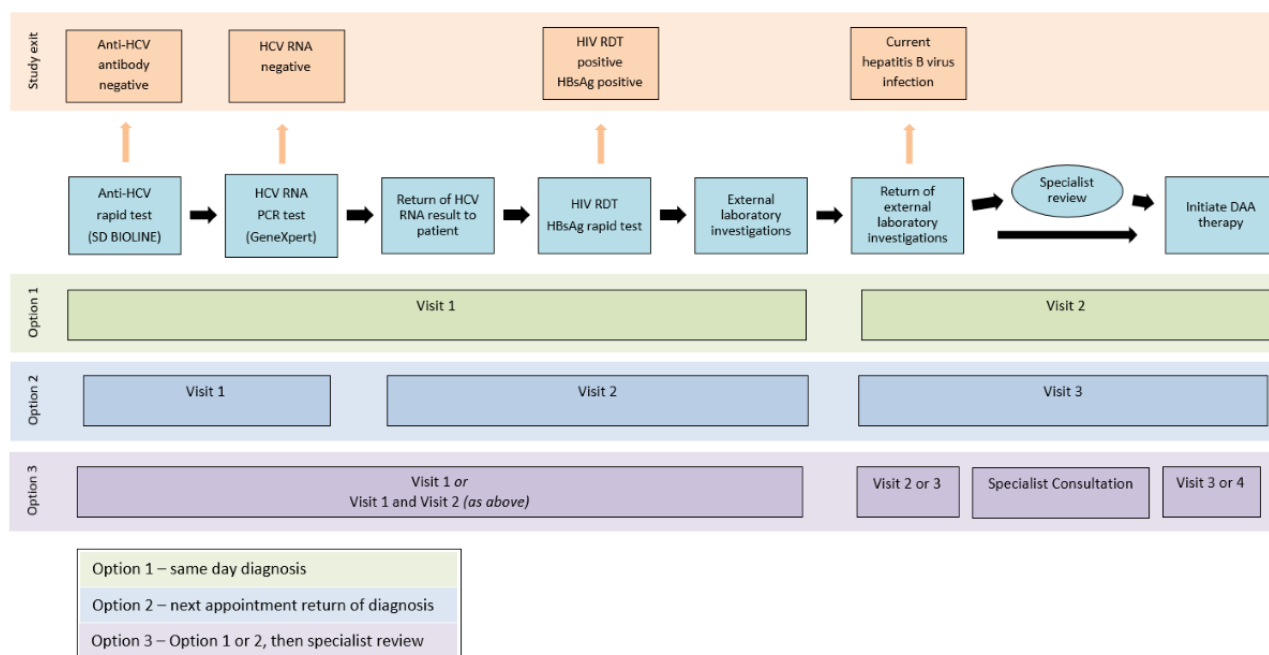 Study exit
Anti-HCV
antibody
negative
HCV RNA
negative
HIV RDT
positive
HBsAg positive
Current
hepatitis B virus
infection
Anti-HCV
rapid test
(SD BIOLINE)
HCV RNA
PCR test
(GeneXpert)
Return of HCV
RNA result to
patient
HIV RDT
HBsAg rapid test
External
laboratory
investigations
Return of
external
laboratory
investigations
Specialist
review
Initiate DAA
therapy
Option 1
Visit 1
Visit 2
Option 2
Visit 1
Visit 2
Visit 3
Option 3
Visit 1 or
Visit 1 and Visit 2 (as above)
Visit 2 or 3
Specialist Consultation
Visit 3 or 4
Option 1 – same day diagnosis
Option 2 – next appointment return of diagnosis
Option 3 – Option 1 or 2, then specialist review